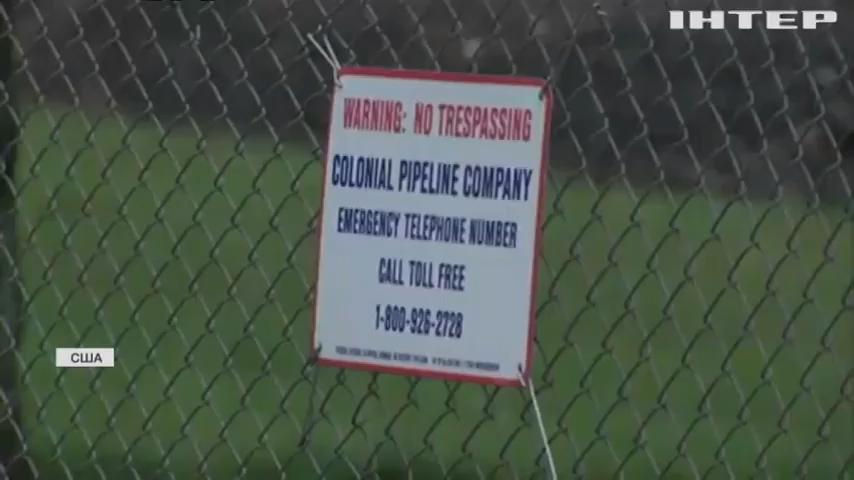 ІНТЕР
WARNING: NO TRESPASSING
COLONIAL PIPELINE COMPANY
EMERGENCY TELEPHONE NUMBER
CALL TOLL FREE
1-800-926-2728
США